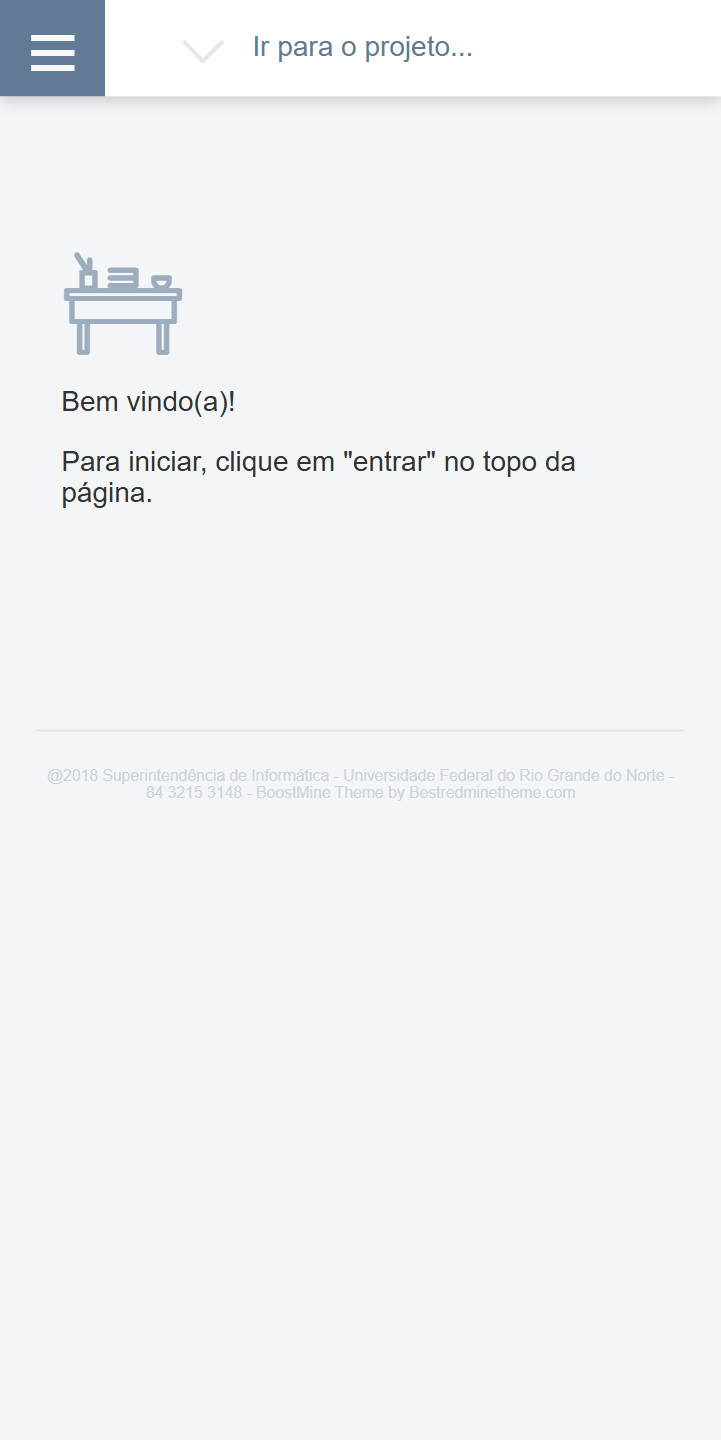 Ir para o projeto...
Bem vindo(a)!
Para iniciar, clique em "entrar" no topo da
página.
@2018 Superintendência de Informática - Universidade Federal do Rio Grande do Norte -
84 3215 3148 - BoostMine Theme by Bestredminetheme.com